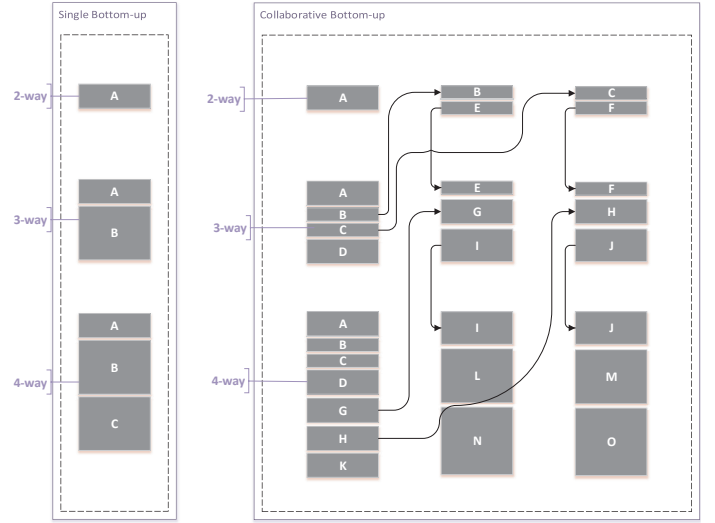 Single Bottom-up
Collaborative Bottom-up
2-way
A
3-way
A
B
4-way
A
B
C
2-way
A
B
E
C
F
3-way
A
B
C
D
E
G
I
F
H
J
4-way
A
B
C
D
G
H
K
I
L
N
J
M
O